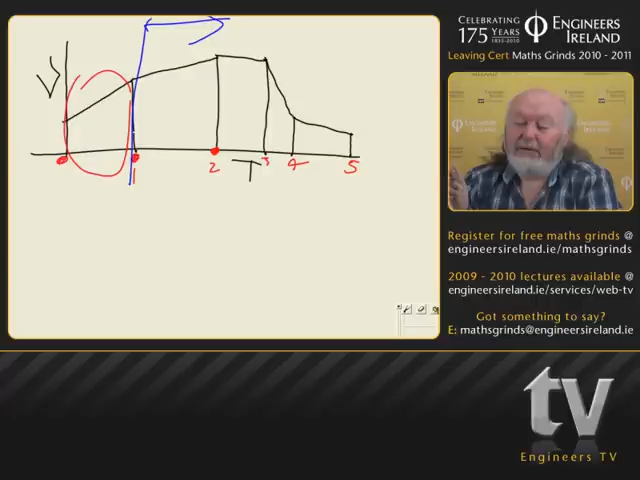 CELEBRATING
175 YEARS
1835-2010
ENGINEERS
IRELAND
Leaving Cert Maths Grinds 2010 - 2011
V
1
2
3
4
5
T
Register for free maths grinds @
engineersireland.ie/mathsgrinds
2009 - 2010 lectures available @
engineersireland.ie/services/web-tv
Got something to say?
E: mathsgrinds@engineersireland.ie
tv
Engineers TV